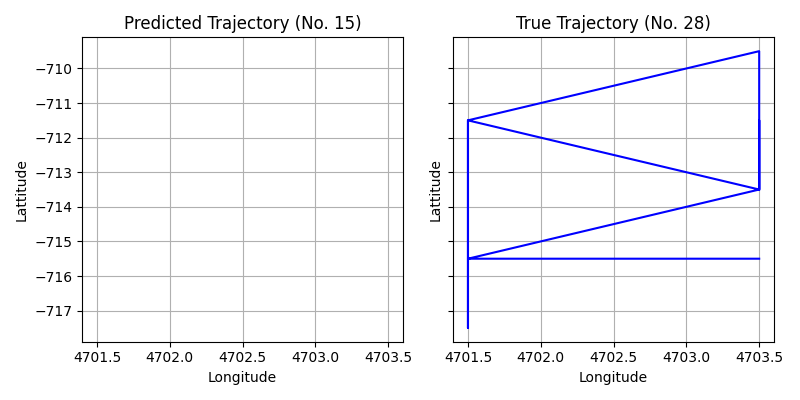 Predicted Trajectory (No. 15)
True Trajectory (No. 28)
Lattitude
−710
−711
−712
−713
−714
−715
−716
−717
4701.5 4702.0 4702.5 4703.0 4703.5
Longitude
Lattitude
4701.5 4702.0 4702.5 4703.0 4703.5
Longitude